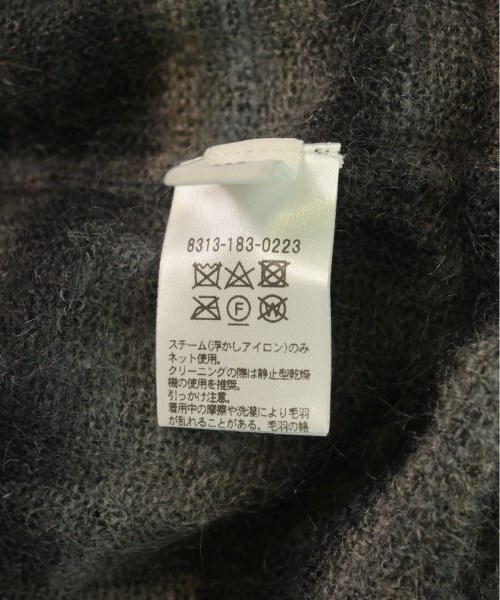 8313-183-0223
F W
スチーム(浮かしアイロン)のみ
ネット使用。
クリーニングの際は静止型乾燥
機の使用を推奨。
引っかけ注意。
着用中の摩擦や洗濯により毛羽
が乱れることがある。毛羽の絡